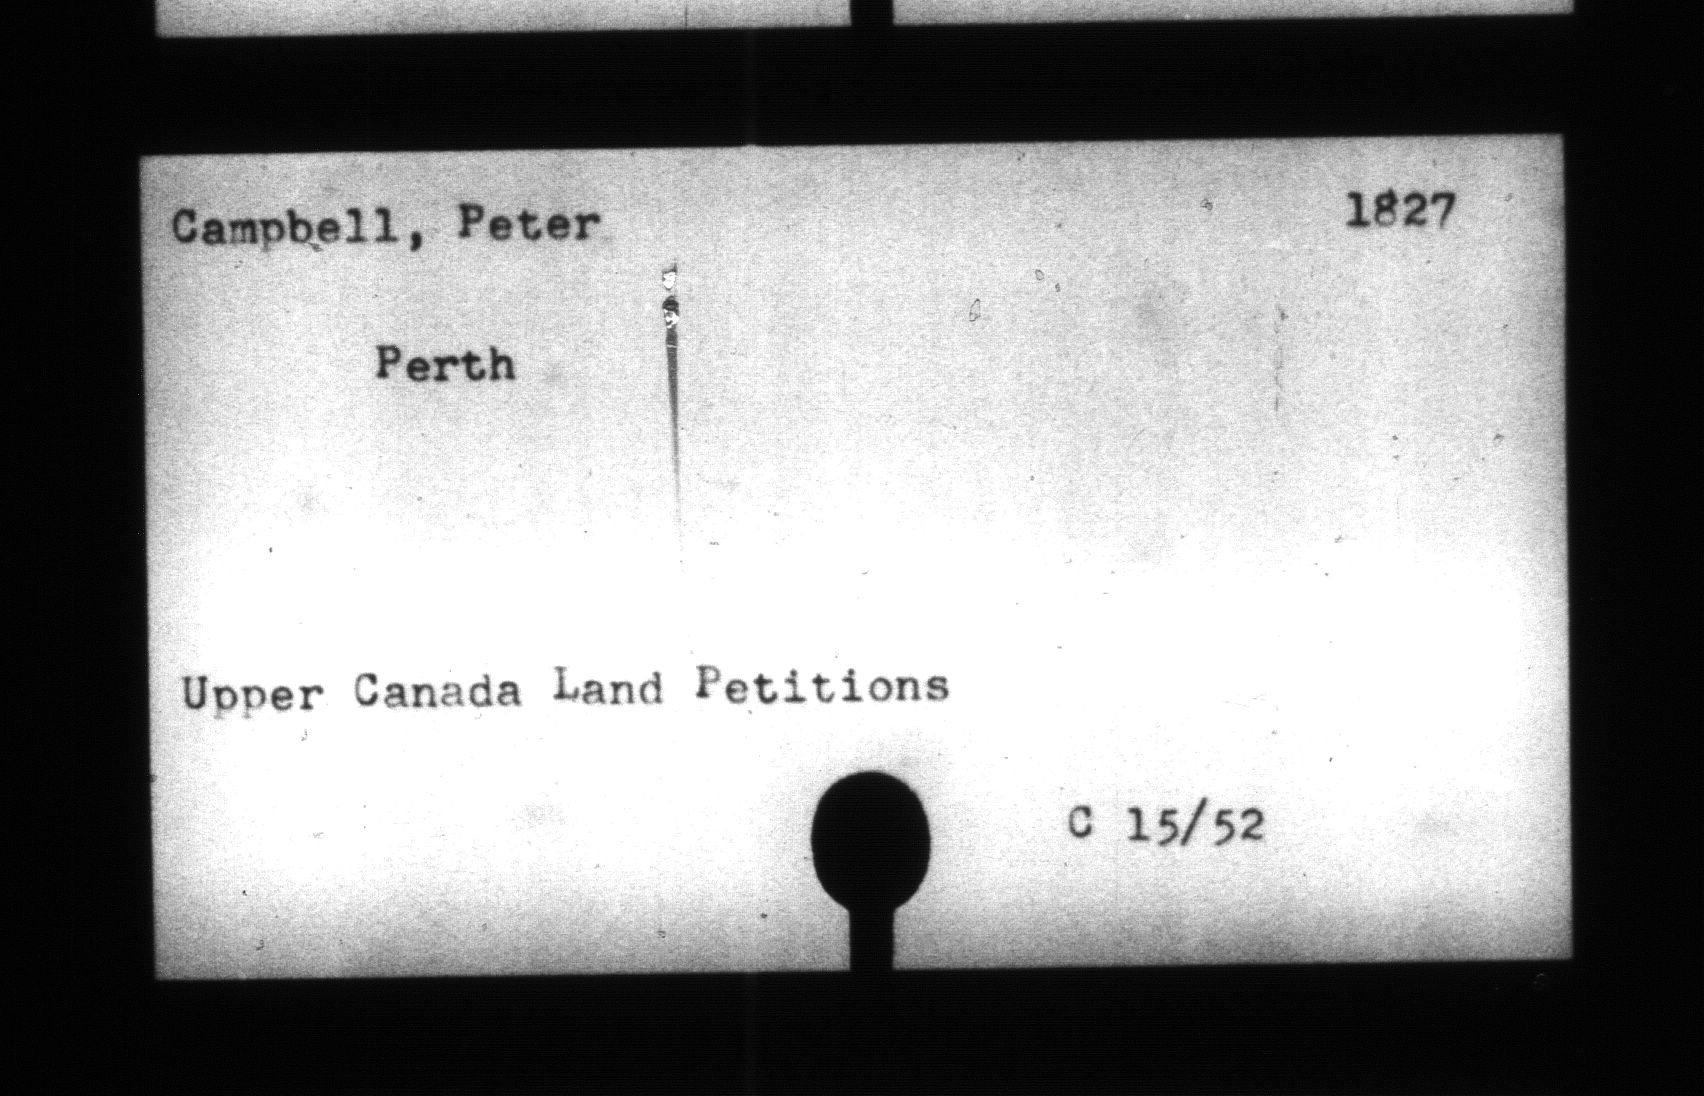 Campbell, Peter 1827
Perth
Upper Canada Land Petitions
C 15/52